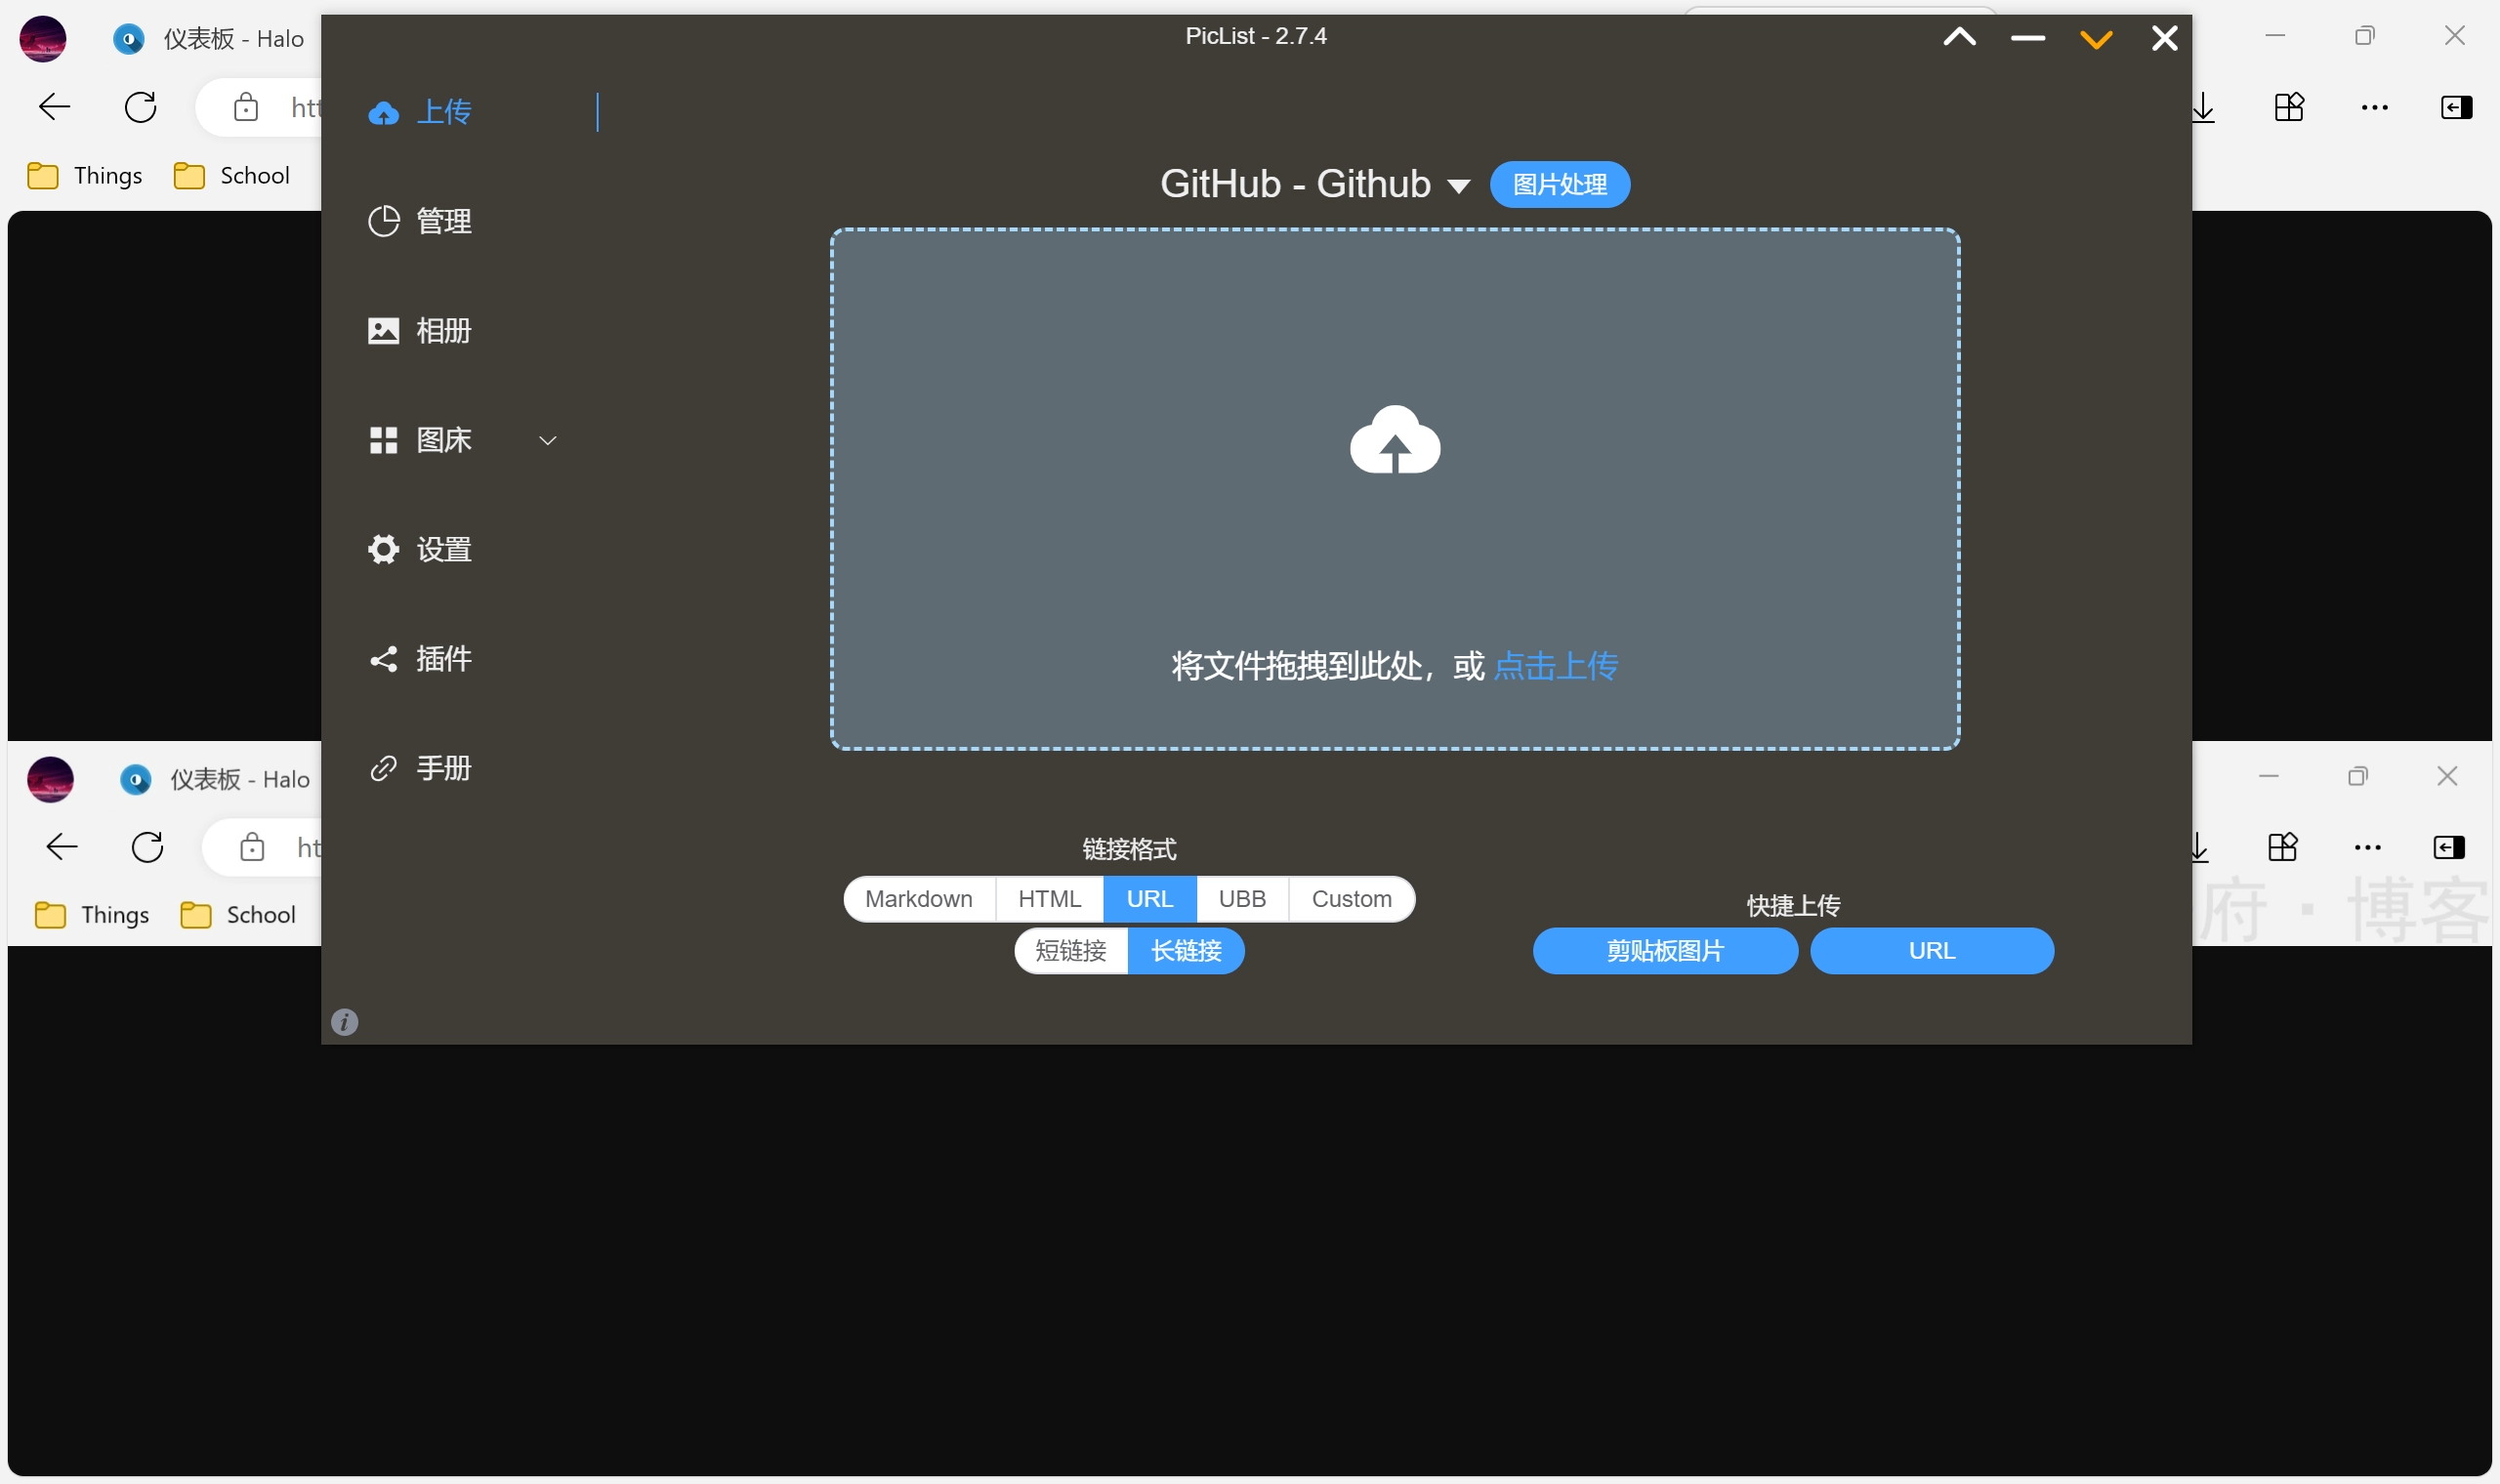 仪表板 - Halo
PicList - 2.7.4
htt
Things
School
上传
管理
相册
图床
设置
插件
手册
GitHub - Github
图片处理
将文件拖拽到此处，或 点击上传
仪表板 - Halo
ht
Things
School
府 · 博客
链接格式
Markdown
HTML
URL
UBB
Custom
短链接
长链接
快捷上传
剪贴板图片
URL